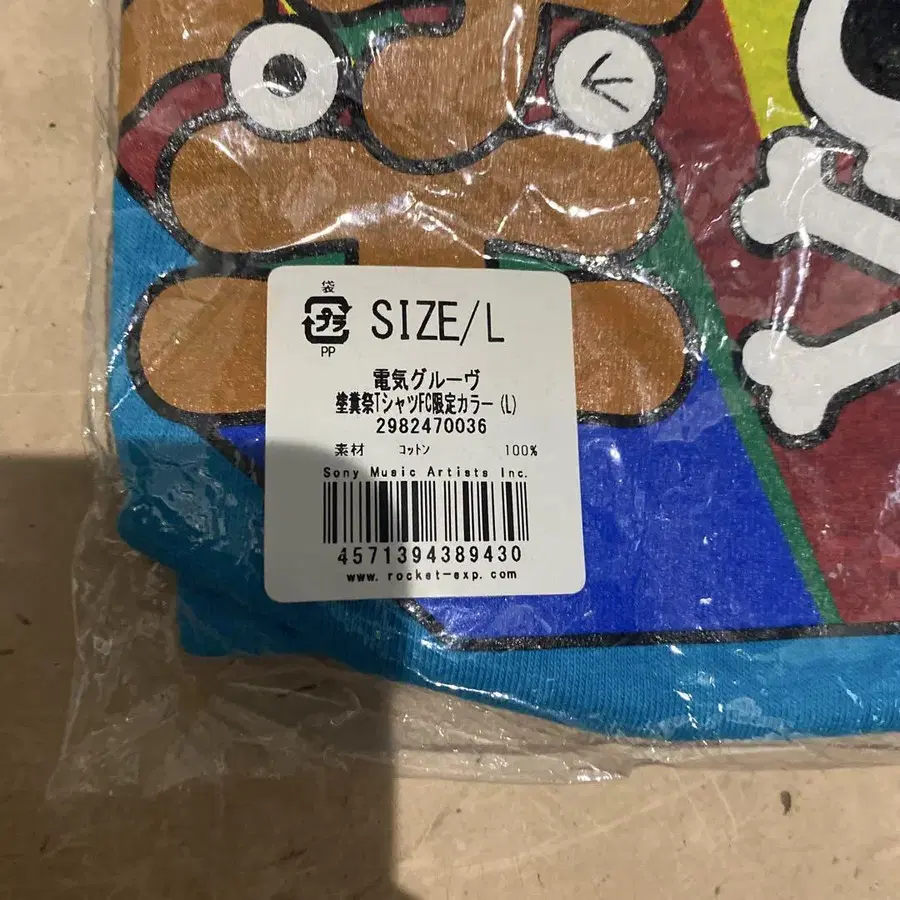 袋
プラ
PP
SIZE/L
電気グルーヴ
塗糞祭TシャツFC限定カラー (L)
2982470036
素材 コットン 100%
Sony Music Artists Inc.
4571394389430
www.rocket-exp.com